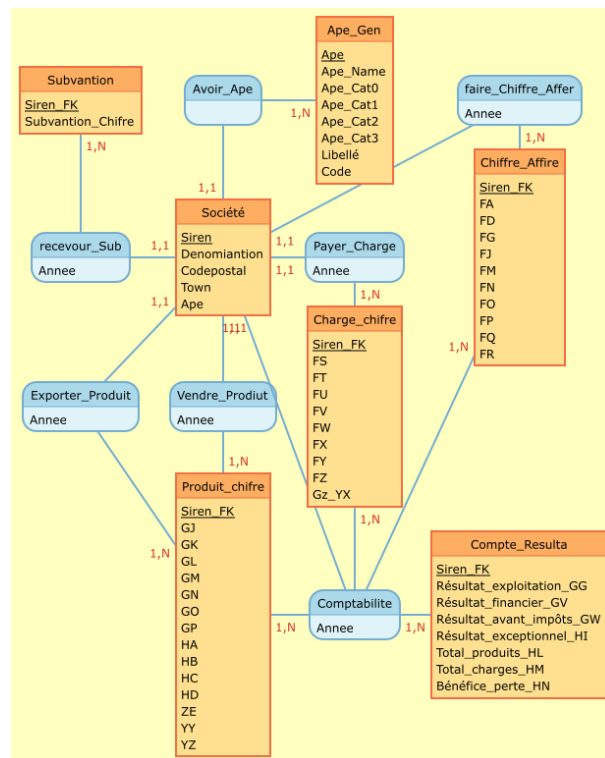 Ape_Gen
Ape
Ape_Name
Ape_Cat0
Ape_Cat1
Ape_Cat2
Ape_Cat3
Libellé
Code
Subvantion
Siren_FK
Subvantion_Chifre
Avoir_Ape
faire_Chiffre_Affer
Annee
1,N
1,N
1,N
Chiffre_Affire
Siren_FK
FA
FD
FG
FJ
FM
FN
FO
FP
FQ
FR
1,1
Société
Siren
Denomiantion
Codepostal
Town
Ape
recevour_Sub
Annee
1,1
1,1
1,1
Payer_Charge
Annee
1,N
1,1
1,1
1,1
Charge_chifre
Siren_FK
FS
FT
FU
FV
FW
FX
FY
FZ
Gz_YX
1,N
Exporter_Produit
Annee
Vendre_Prodiut
Annee
1,N
Produit_chifre
Siren_FK
GJ
GK
GL
GM
GN
GO
GP
HA
HB
HC
HD
ZE
YY
YZ
1,N
1,N
Compte_Resulta
Siren_FK
Résultat_exploitation_GG
Résultat_financier_GV
Résultat_avant_impôts_GW
Résultat_exceptionnel_HI
Total_produits_HL
Total_charges_HM
Bénéfice_perte_HN
Comptabilite
Annee
1,N
1,N